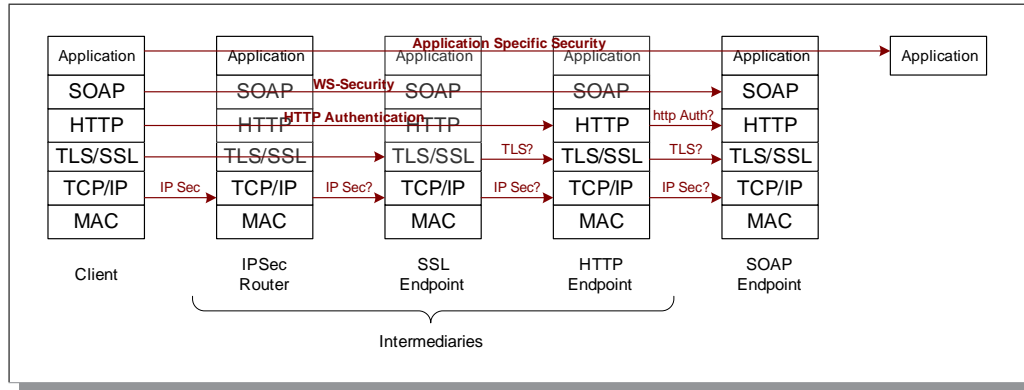 Application Specific Security
Application Application Application Application Application Application
WS-Security
SOAP SOAP SOAP SOAP SOAP
HTTP Authentication http Auth?
HTTP HTTP HTTP HTTP HTTP
TLS? TLS?
TLS/SSL TLS/SSL TLS/SSL TLS/SSL TLS/SSL
IP Sec IP Sec? IP Sec? IP Sec?
TCP/IP TCP/IP TCP/IP TCP/IP TCP/IP
MAC MAC MAC MAC MAC
Client
IPSec
Router
SSL
Endpoint
HTTP
Endpoint
SOAP
Endpoint
Intermediaries